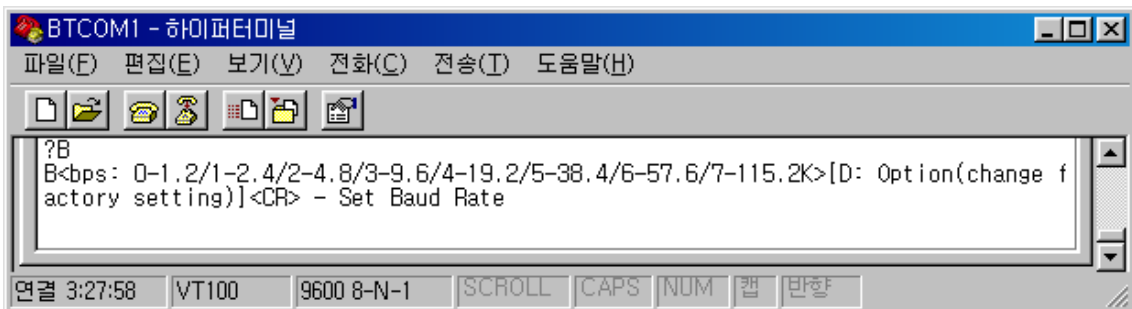 BTCOM1 - 하이퍼터미널
파일(F) 편집(E) 보기(V) 전화(C) 전송(T) 도움말(H)
?B
B<bps: 0-1.2/1-2.4/2-4.8/3-9.6/4-19.2/5-38.4/6-57.6/7-115.2K>[D: Option(change f
actory setting)]<CR> - Set Baud Rate
연결 3:27:58 VT100 9600 8-N-1 SCROLL CAPS NUM 캡 반향